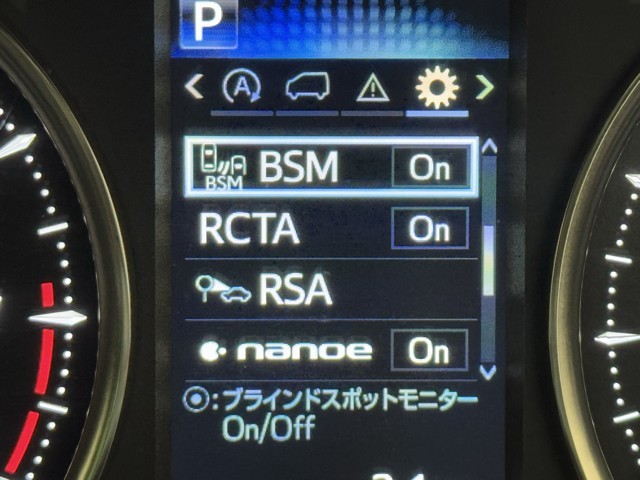 P
A
BSM BSM On
RCTA On
RSA
nanoe On
◎:ブラインドスポットモニター
On/Off